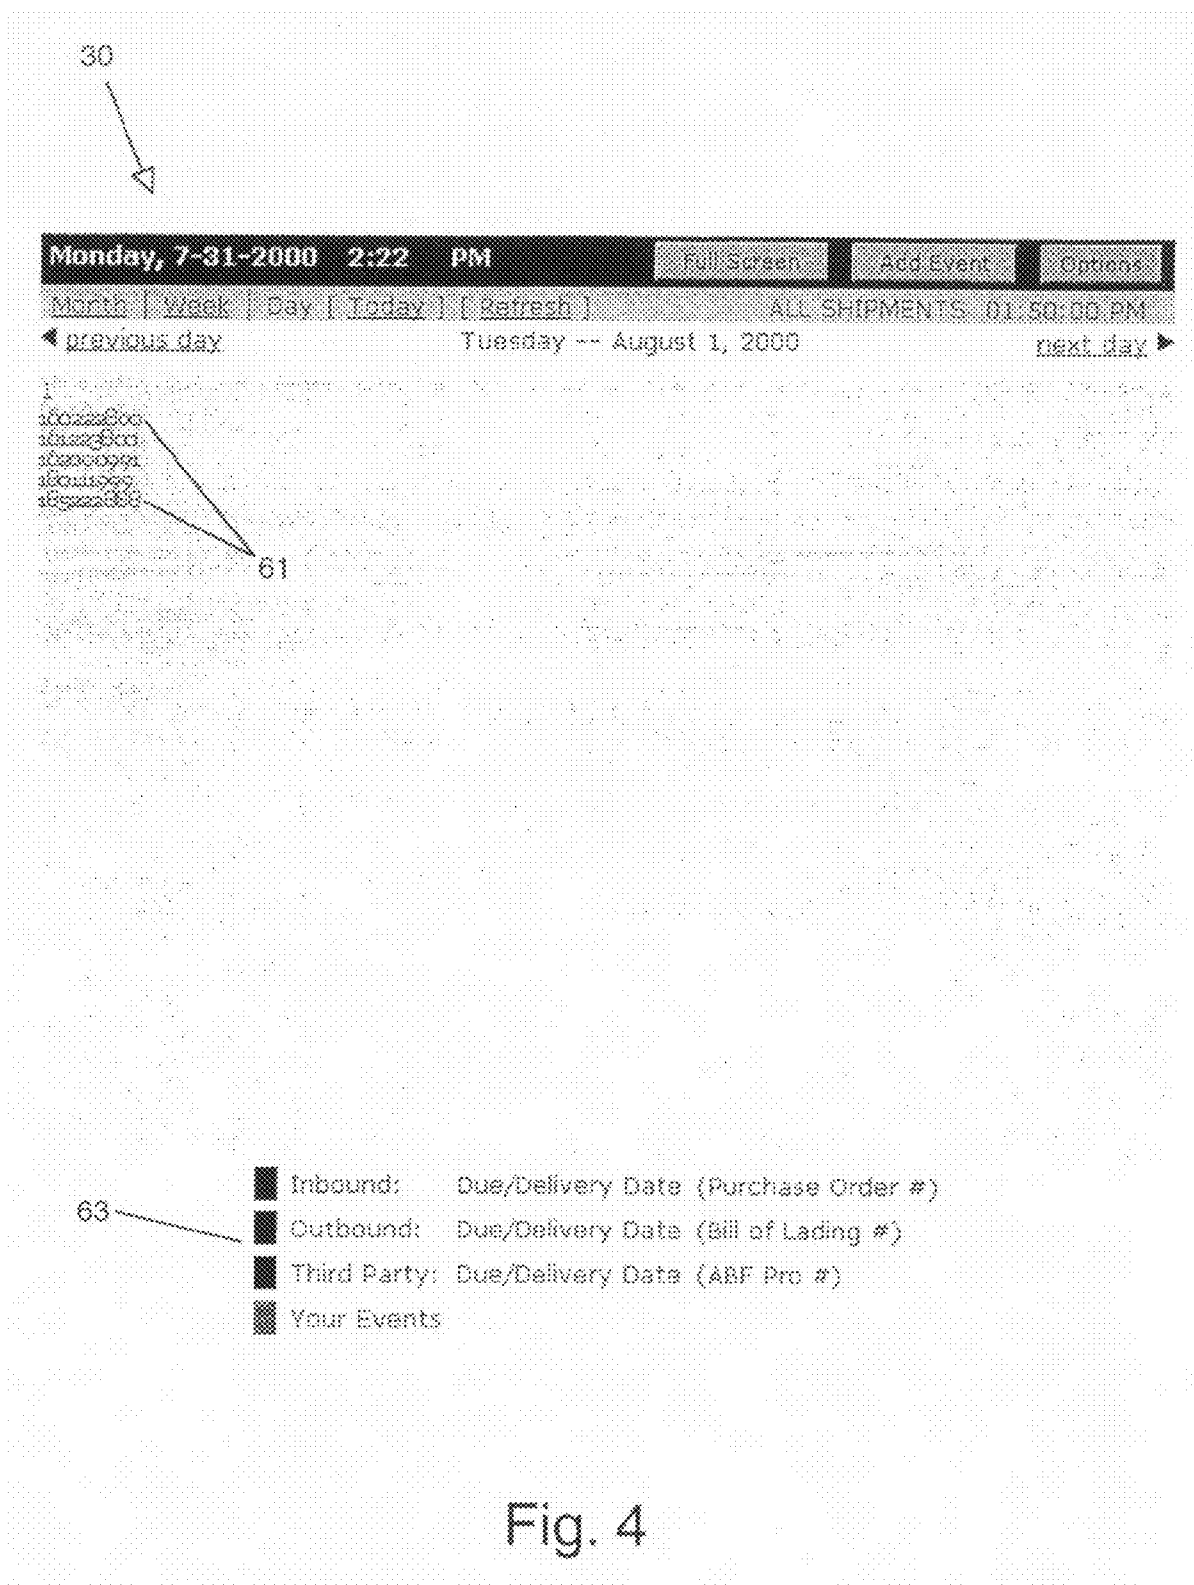 30
Monday, 7-31-2000 2:22 PM Full Screen Add Event Options
Month | Week | Day [ Today ] [ Refresh ] ALL SHIPMENTS 01:50:00 PM
previous day Tuesday -- August 1, 2000 next day
61
Inbound: Due/Delivery Date (Purchase Order #)
63
Outbound: Due/Delivery Date (Bill of Lading #)
Third Party: Due/Delivery Date (ABF Pro #)
Your Events
Fig. 4